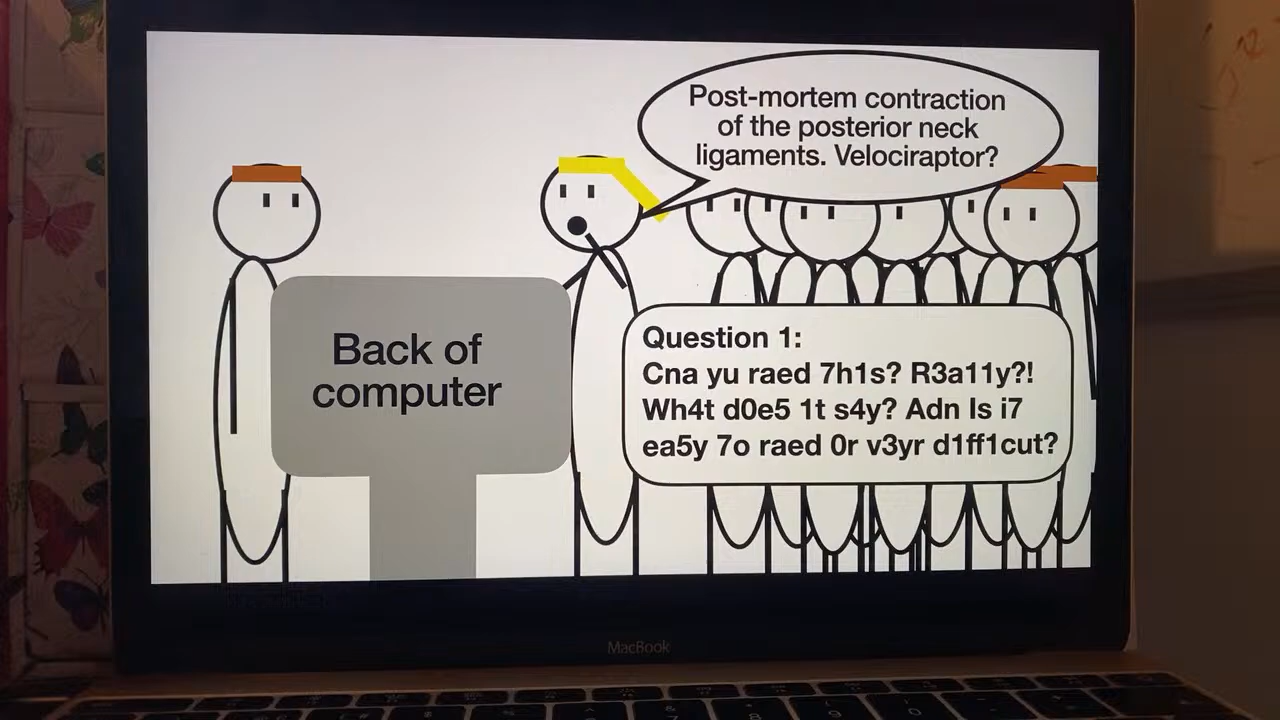 Post-mortem contraction
of the posterior neck
ligaments. Velociraptor?
Back of
computer
Question 1:
Cna yu raed 7h1s? R3a11y?!
Wh4t d0e5 1t s4y? Adn Is i7
ea5y 7o raed 0r v3yr d1ff1cut?
MacBook